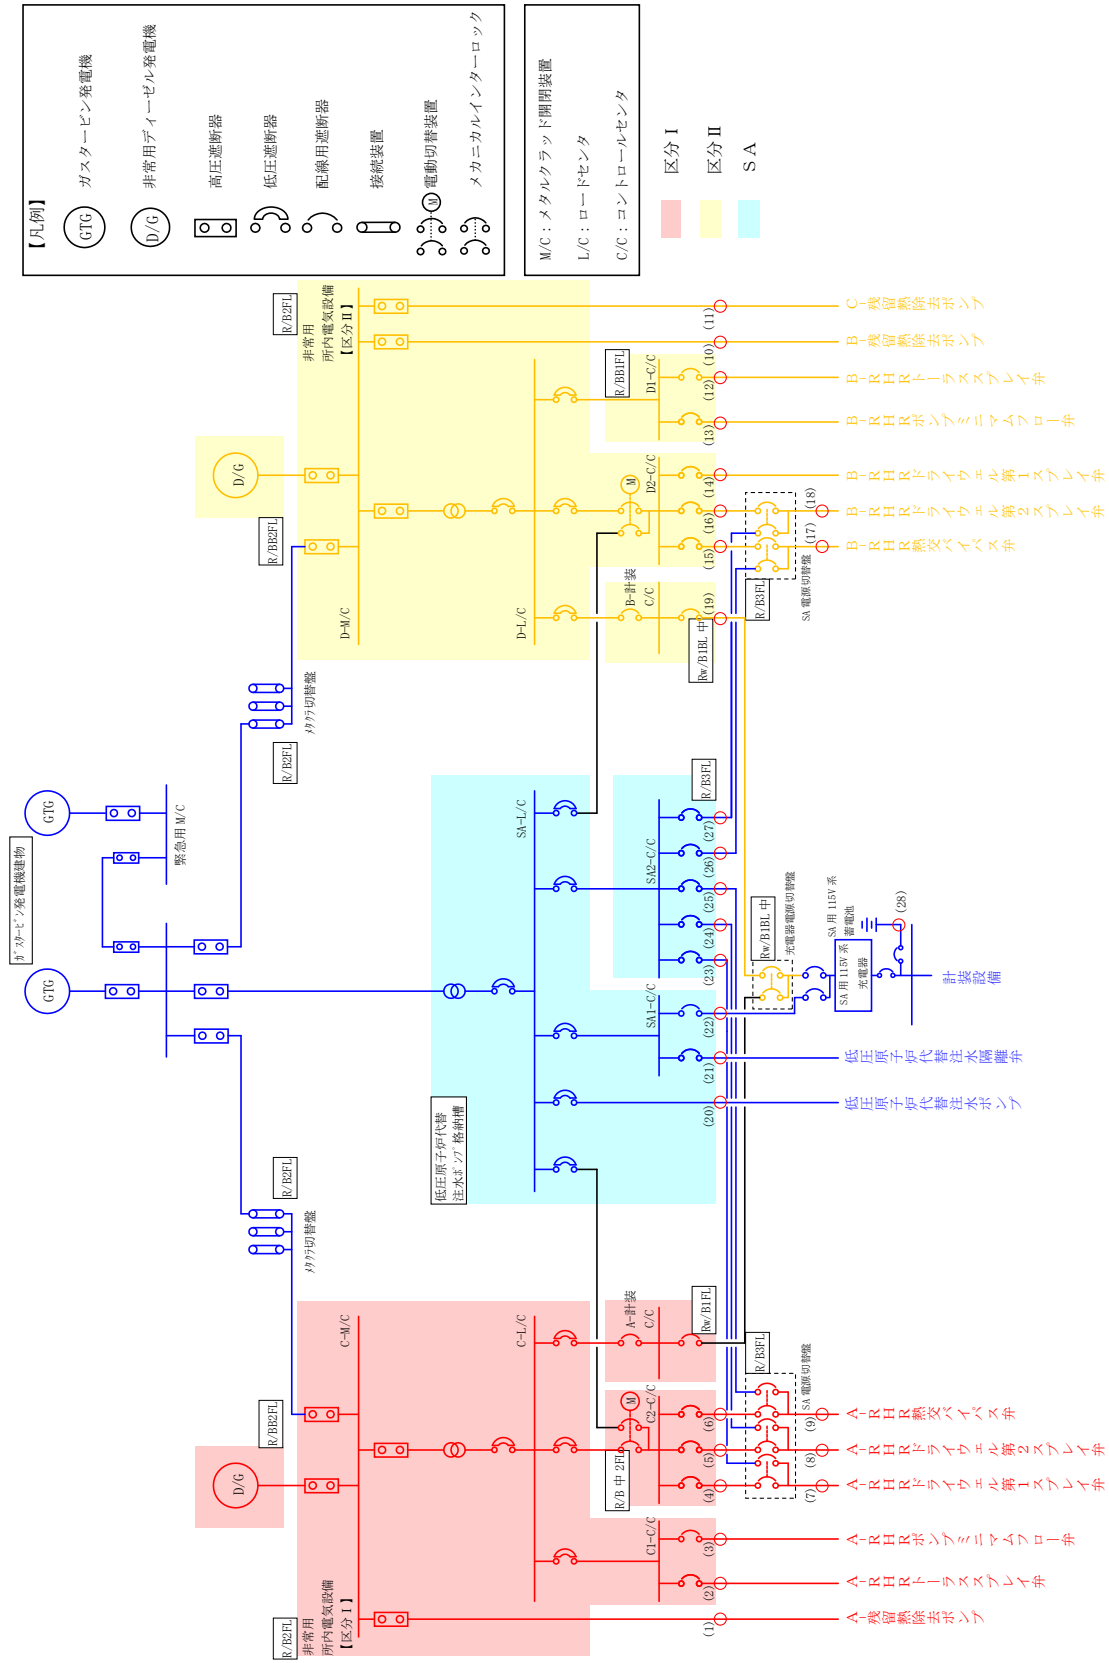 【凡例】
GTG
ガスタービン発電機
D/G
非常用ディーゼル発電機
高圧遮断器
低圧遮断器
配線用遮断器
接続装置
M
電動切替装置
メカニカルインターロック
M/C : メタルクラッド開閉装置
L/C : ロードセンタ
C/C : コントロールセンタ
区分Ⅰ
区分Ⅱ
SA
ガスタービン発電機建物
GTG
GTG
緊急用 M/C
R/B2FL
メタクラ切替盤
R/B2FL
メタクラ切替盤
R/B2FL
非常用
所内電気設備
【区分Ⅰ】
R/B2FL
D/G
C-M/C
C-L/C
C1-C/C
R/B 中 2FL
M
C2-C/C
A-計装
C/C
Rw/B1FL
R/B3FL
SA 電源切替盤
(1)
(2)
(3)
(4)
(5)
(6)
(7)
(8)
(9)
A-残留熱除去ポンプ
A-RHRトーラススプレイ弁
A-RHRポンプミニマムフロー弁
A-RHRドライウェル第1スプレイ弁
A-RHRドライウェル第2スプレイ弁
A-RHR熱交バイパス弁
低圧原子炉代替
注水ポンプ格納槽
SA-L/C
SA1-C/C
SA2-C/C
R/B3FL
(20)
(21)
(22)
(23)
(24)
(25)
(26)
(27)
低圧原子炉代替注水ポンプ
低圧原子炉代替注水隔離弁
Rw/B1BL 中
充電器電源切替盤
SA 用 115V 系
充電器
SA 用 115V 系
蓄電池
(28)
計装設備
R/B2FL
非常用
所内電気設備
【区分Ⅱ】
R/BB2FL
D/G
D-M/C
D-L/C
R/BB1FL
D1-C/C
M
D2-C/C
B-計装
C/C
Rw/B1BL 中
R/B3FL
SA 電源切替盤
(10)
(11)
(12)
(13)
(14)
(15)
(16)
(17)
(18)
(19)
B-RHR熱交バイパス弁
B-RHRドライウェル第2スプレイ弁
B-RHRドライウェル第1スプレイ弁
B-RHRポンプミニマムフロー弁
B-RHRトーラススプレイ弁
B-残留熱除去ポンプ
C-残留熱除去ポンプ